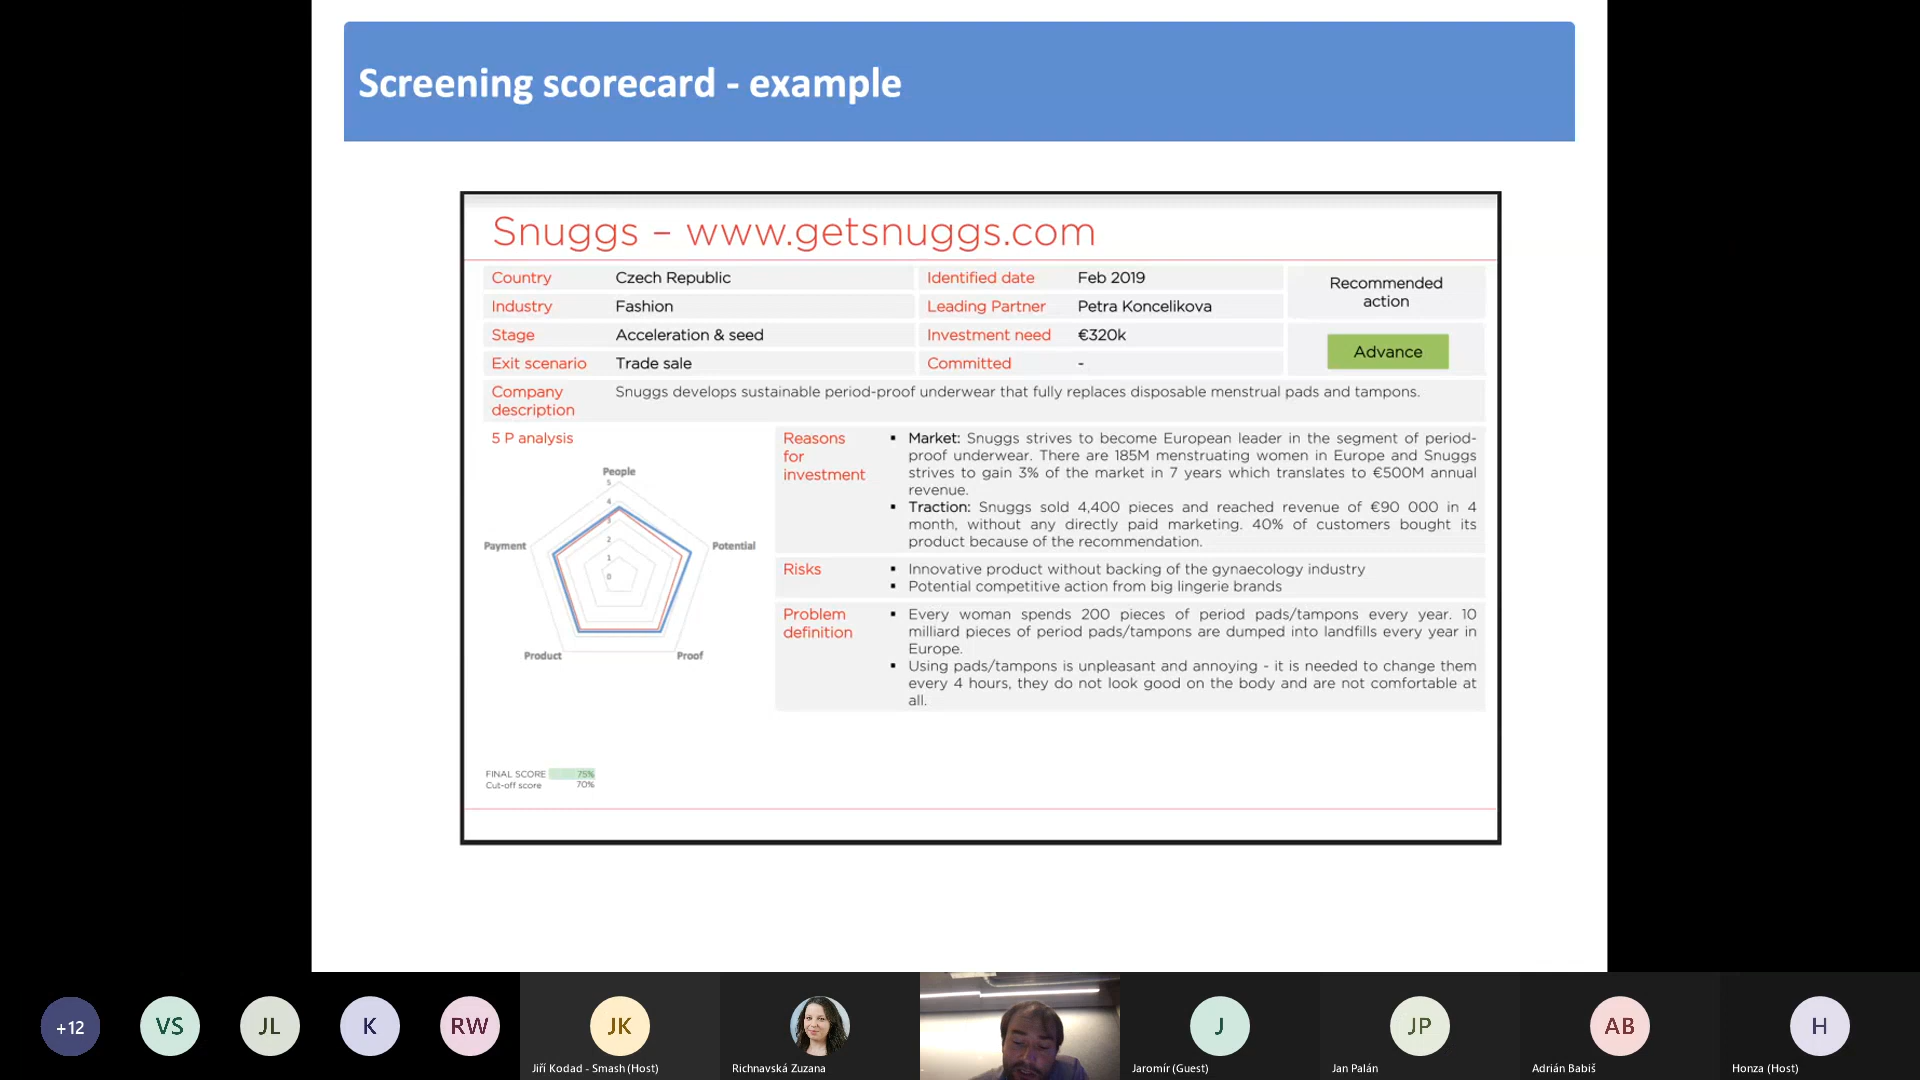 Screening scorecard - example
Snuggs – www.getsnuggs.com
Country Czech Republic Identified date Feb 2019 Recommended
action
Industry Fashion Leading Partner Petra Koncelikova
Stage Acceleration & seed Investment need €320k Advance
Exit scenario Trade sale Committed -
Company Snuggs develops sustainable period-proof underwear that fully replaces disposable menstrual pads and tampons.
description
5 P analysis
People
5
4
3
2
1
0
Payment
Potential
Product
Proof
Reasons
for
investment
▪ Market: Snuggs strives to become European leader in the segment of period-
proof underwear. There are 185M menstruating women in Europe and Snuggs
strives to gain 3% of the market in 7 years which translates to €500M annual
revenue.
▪ Traction: Snuggs sold 4,400 pieces and reached revenue of €90 000 in 4
month, without any directly paid marketing. 40% of customers bought its
product because of the recommendation.
Risks
▪ Innovative product without backing of the gynaecology industry
▪ Potential competitive action from big lingerie brands
Problem
definition
▪ Every woman spends 200 pieces of period pads/tampons every year. 10
milliard pieces of period pads/tampons are dumped into landfills every year in
Europe.
▪ Using pads/tampons is unpleasant and annoying - it is needed to change them
every 4 hours, they do not look good on the body and are not comfortable at
all.
FINAL SCORE 75%
Cut-off score 70%
+12
VS
JL
K
RW
JK
Jiří Kodad - Smash (Host)
Richnavská Zuzana
J
Jaromír (Guest)
JP
Jan Palán
AB
Adrián Babiš
H
Honza (Host)